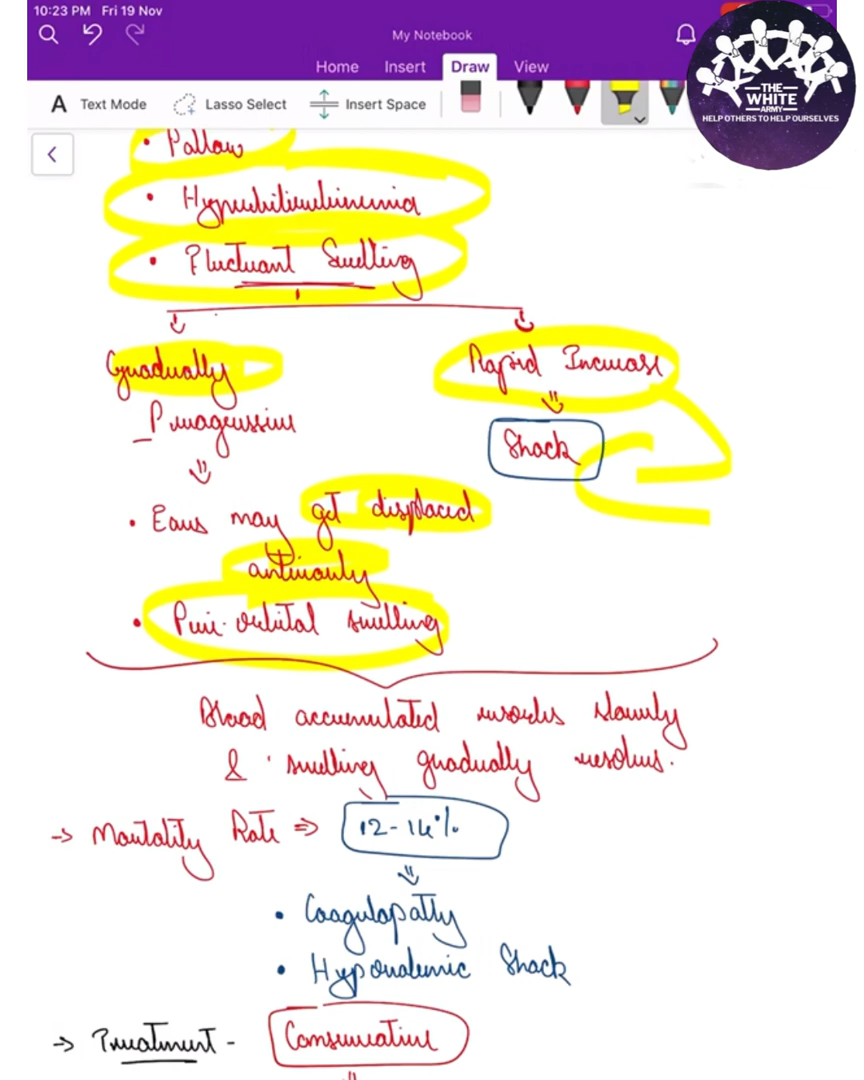 10:23 PM Fri 19 Nov
My Notebook
Home Insert Draw View
A Text Mode Lasso Select Insert Space
THE
WHITE
ARMY
HELP OTHERS TO HELP OURSELVES
• Pallor
• Hyperbilirubinemia
• Fluctuant Swelling
Gradually Rapid Increase
Progressive Shock
• Ears may get displaced
anteriorly
• Peri-orbital swelling
Blood accumulated resorbs slowly
& swelling gradually resolves.
→ Mortality Rate ⇒ 12-14%
• Coagulopathy
• Hypovolemic Shock
→ Treatment - Conservative